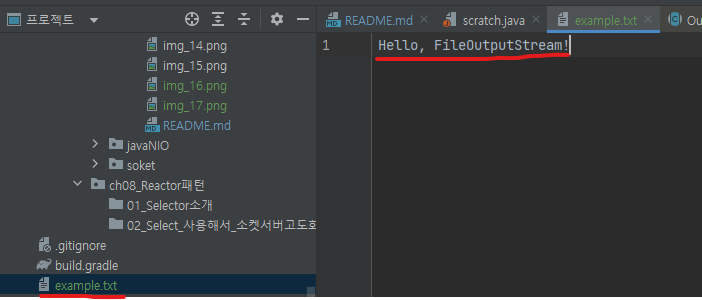 프로젝트
README.md
scratch.java
example.txt
Ou
img_14.png
img_15.png
img_16.png
img_17.png
README.md
javaNIO
soket
ch08_Reactor패턴
01_Selector소개
02_Select_사용해서_소켓서버고도화
.gitignore
build.gradle
example.txt
1 Hello, FileOutputStream!